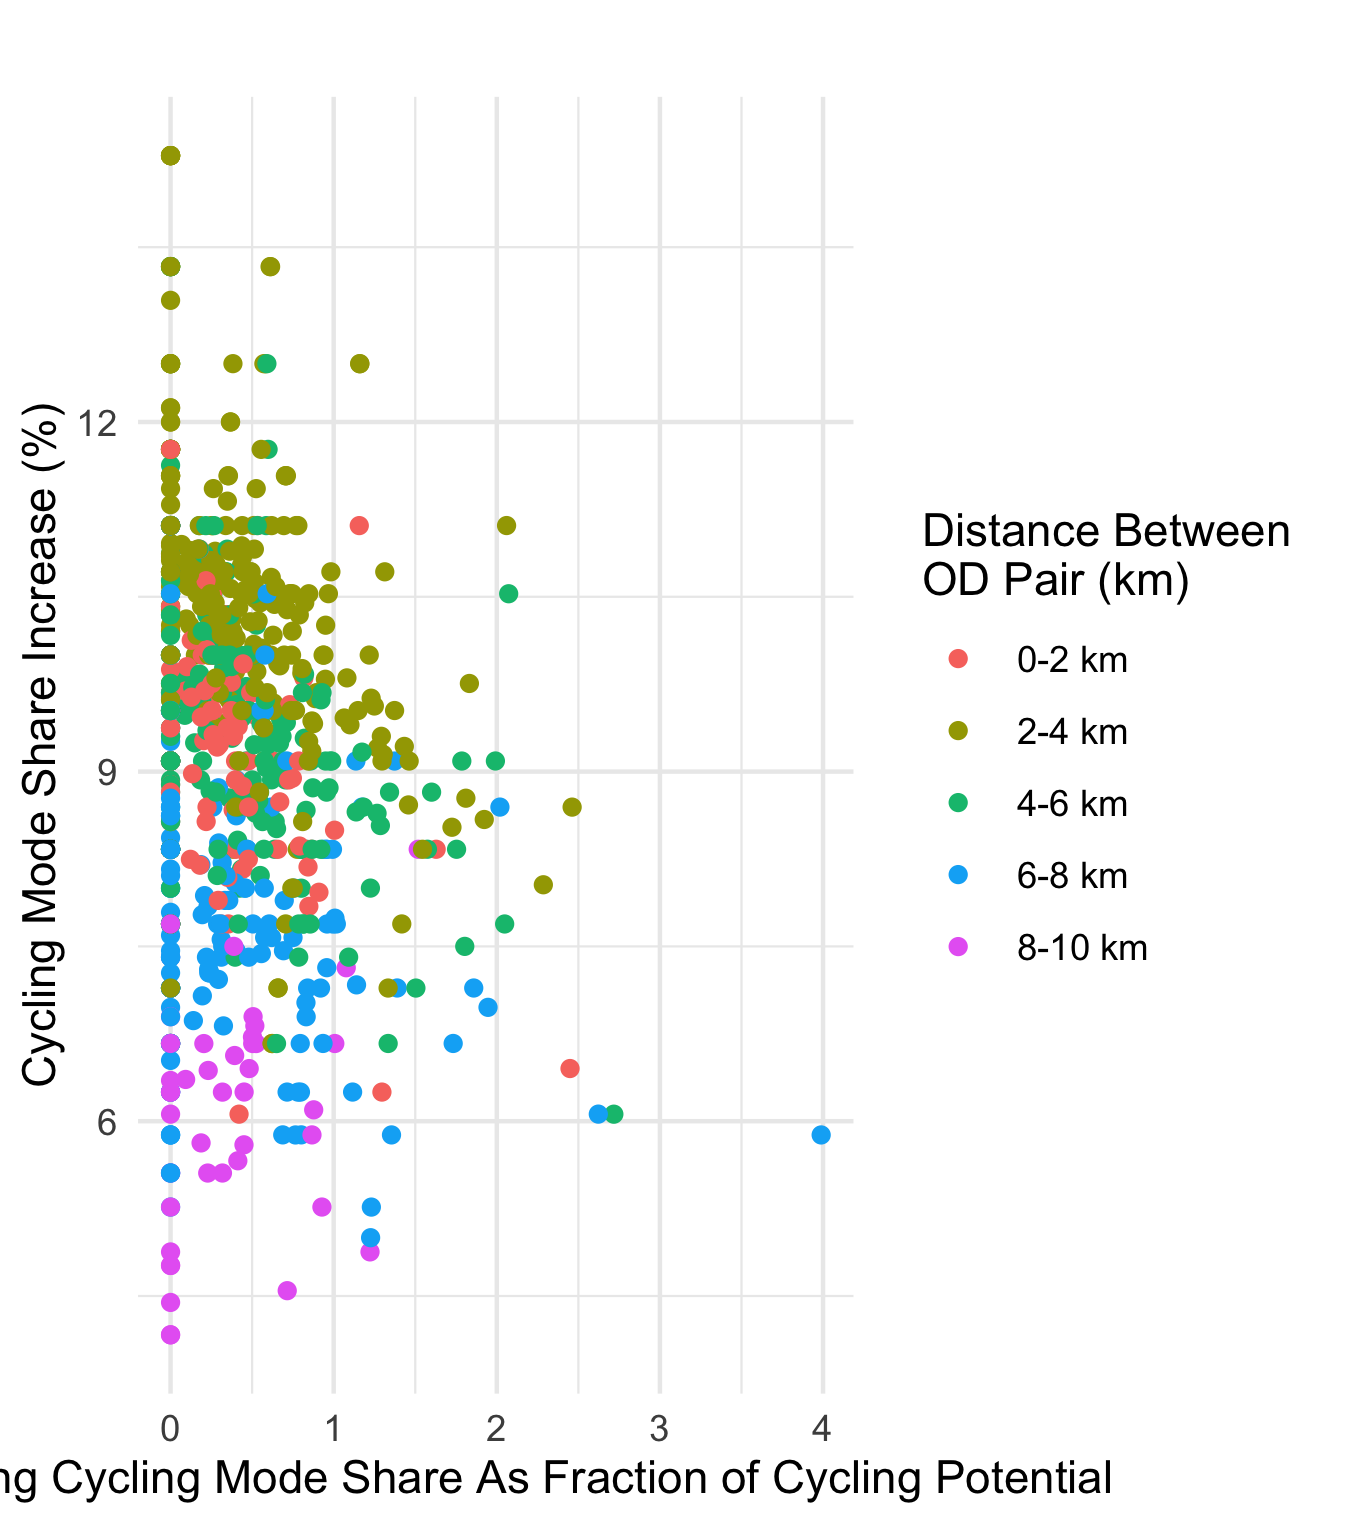 Cycling Mode Share Increase (%)
12
9
6
0 1 2 3 4
ng Cycling Mode Share As Fraction of Cycling Potential
Distance Between
OD Pair (km)
0-2 km
2-4 km
4-6 km
6-8 km
8-10 km